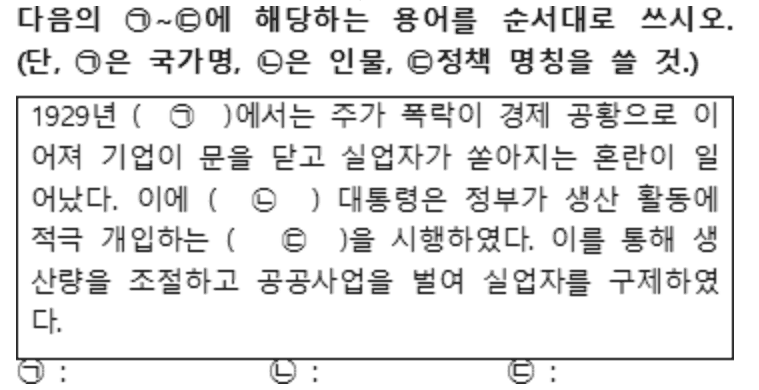 다음의 ㉠~㉢에 해당하는 용어를 순서대로 쓰시오.
(단, ㉠은 국가명, ㉡은 인물, ㉢정책 명칭을 쓸 것.)
1929년 ( ㉠ )에서는 주가 폭락이 경제 공황으로 이
어져 기업이 문을 닫고 실업자가 쏟아지는 혼란이 일
어났다. 이에 ( ㉡ ) 대통령은 정부가 생산 활동에
적극 개입하는 ( ㉢ )을 시행하였다. 이를 통해 생
산량을 조절하고 공공사업을 벌여 실업자를 구제하였
다.
㉠ : ㉡ : ㉢ :